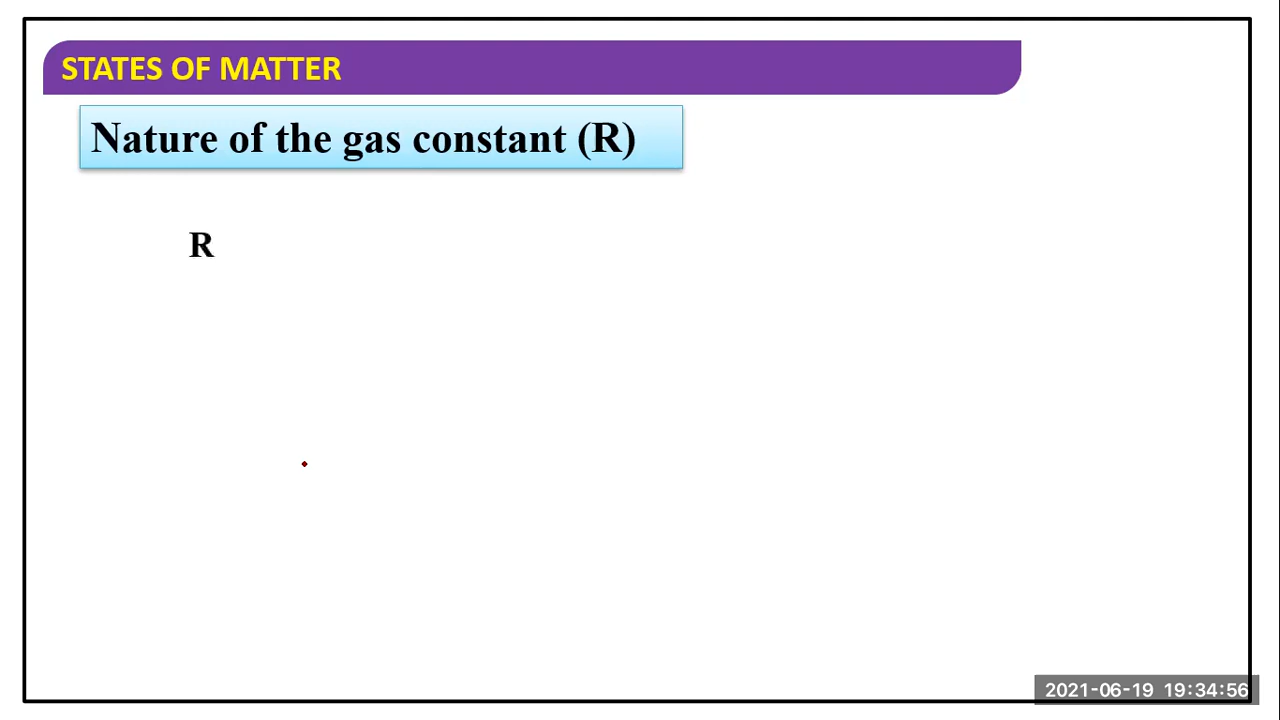 STATES OF MATTER
Nature of the gas constant (R)
R
2021-06-19 19:34:56